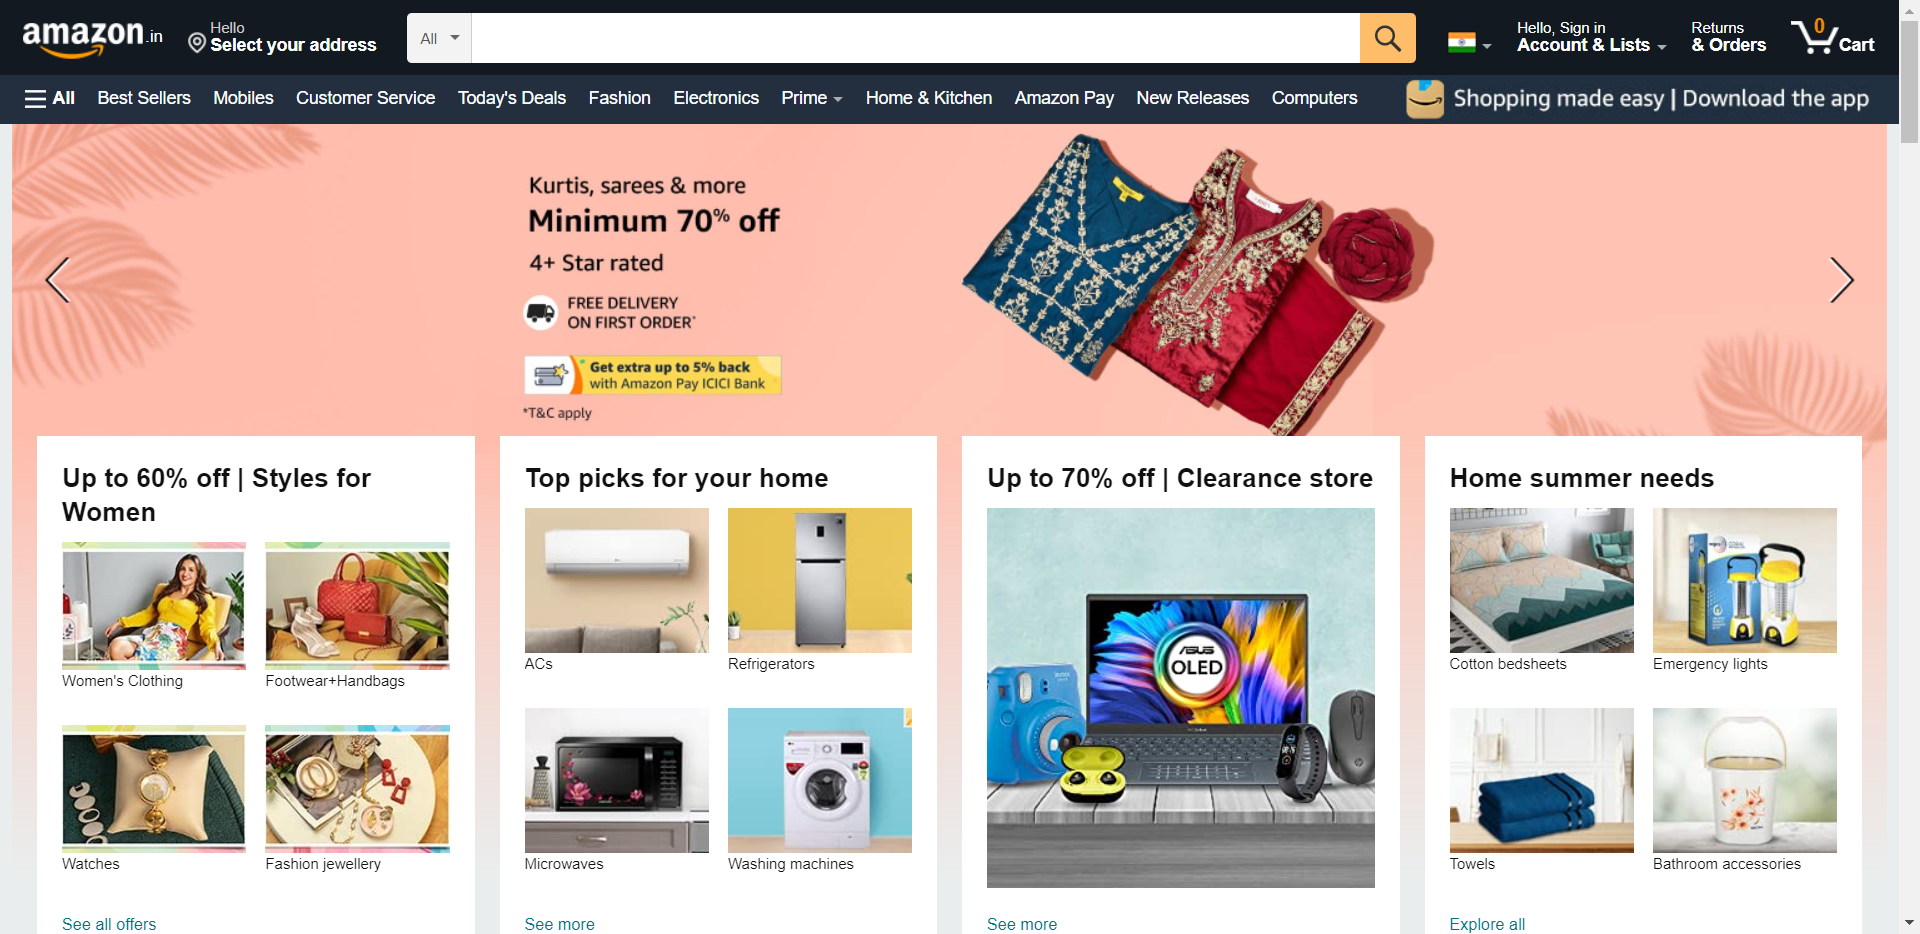 amazon.in
Hello
Select your address
All
Hello, Sign in
Account & Lists
Returns
& Orders
0
Cart
All
Best Sellers
Mobiles
Customer Service
Today's Deals
Fashion
Electronics
Prime
Home & Kitchen
Amazon Pay
New Releases
Computers
Shopping made easy | Download the app
Kurtis, sarees & more
Minimum 70% off
4+ Star rated
FREE DELIVERY
ON FIRST ORDER*
Get extra up to 5% back
with Amazon Pay ICICI Bank
*T&C apply
Up to 60% off | Styles for
Women
Women's Clothing
Footwear+Handbags
Watches
Fashion jewellery
See all offers
Top picks for your home
ACs
Refrigerators
Microwaves
Washing machines
See more
Up to 70% off | Clearance store
ASUS
OLED
See more
Home summer needs
Cotton bedsheets
Emergency lights
Towels
Bathroom accessories
Explore all